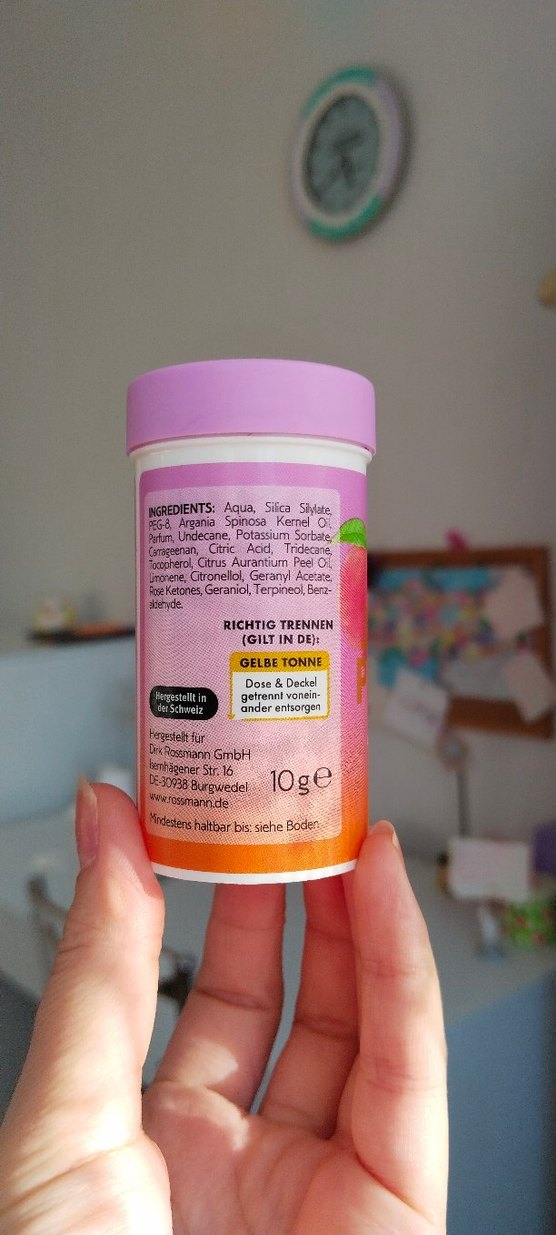 INGREDIENTS: Aqua, Silica Silylate,
PEG-8, Argania Spinosa Kernel Oil,
Parfum, Undecane, Potassium Sorbate,
Carrageenan, Citric Acid, Tridecane,
Tocopherol, Citrus Aurantium Peel Oil,
Limonene, Citronellol, Geranyl Acetate,
Rose Ketones, Geraniol, Terpineol, Benz-
aldehyde.
RICHTIG TRENNEN
(GILT IN DE):
GELBE TONNE
Dose & Deckel
getrennt vonein-
ander entsorgen
Hergestellt in
der Schweiz
Hergestellt für
Dirk Rossmann GmbH
Isernhägener Str. 16
DE-30938 Burgwedel
www.rossmann.de
10 g e
Mindestens haltbar bis: siehe Boden